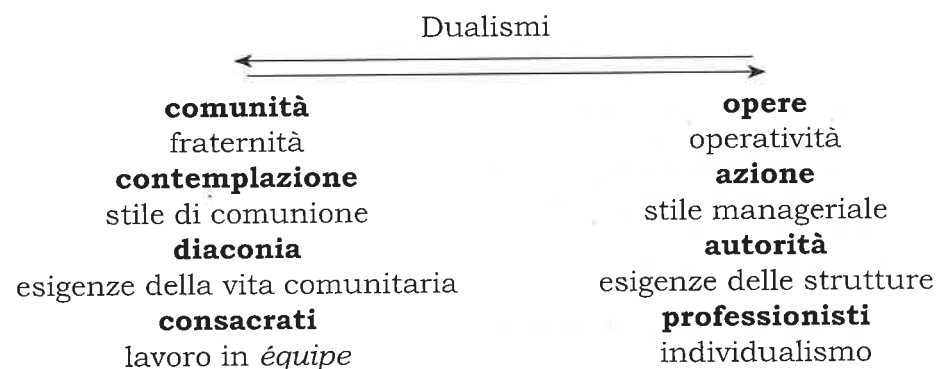 Dualismi
comunità opere
fraternità operatività
contemplazione azione
stile di comunione stile manageriale
diaconia autorità
esigenze della vita comunitaria esigenze delle strutture
consacrati professionisti
lavoro in équipe individualismo